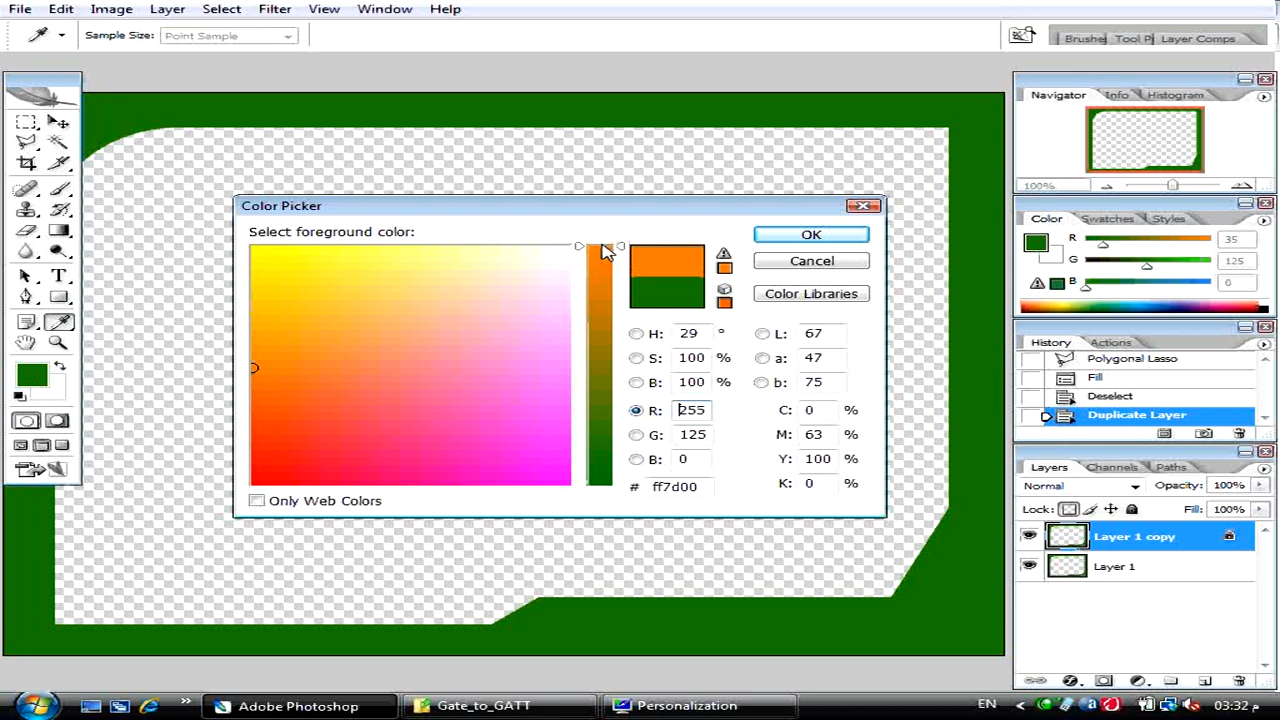 File Edit Image Layer Select Filter View Window Help
Sample Size: Point Sample
Brushe Tool P Layer Comps
Navigator Info Histogram
100%
Color Swatches Styles
R 35
G 125
B 0
History Actions
Polygonal Lasso
Fill
Deselect
Duplicate Layer
Layers Channels Paths
Normal Opacity: 100%
Lock: Fill: 100%
Layer 1 copy
Layer 1
Color Picker
Select foreground color:
OK
Cancel
Color Libraries
H: 29 °
S: 100 %
B: 100 %
R: 255
G: 125
B: 0
# ff7d00
L: 67
a: 47
b: 75
C: 0 %
M: 63 %
Y: 100 %
K: 0 %
Only Web Colors
T
Adobe Photoshop
Gate_to_GATT
Personalization
EN
03:32 م